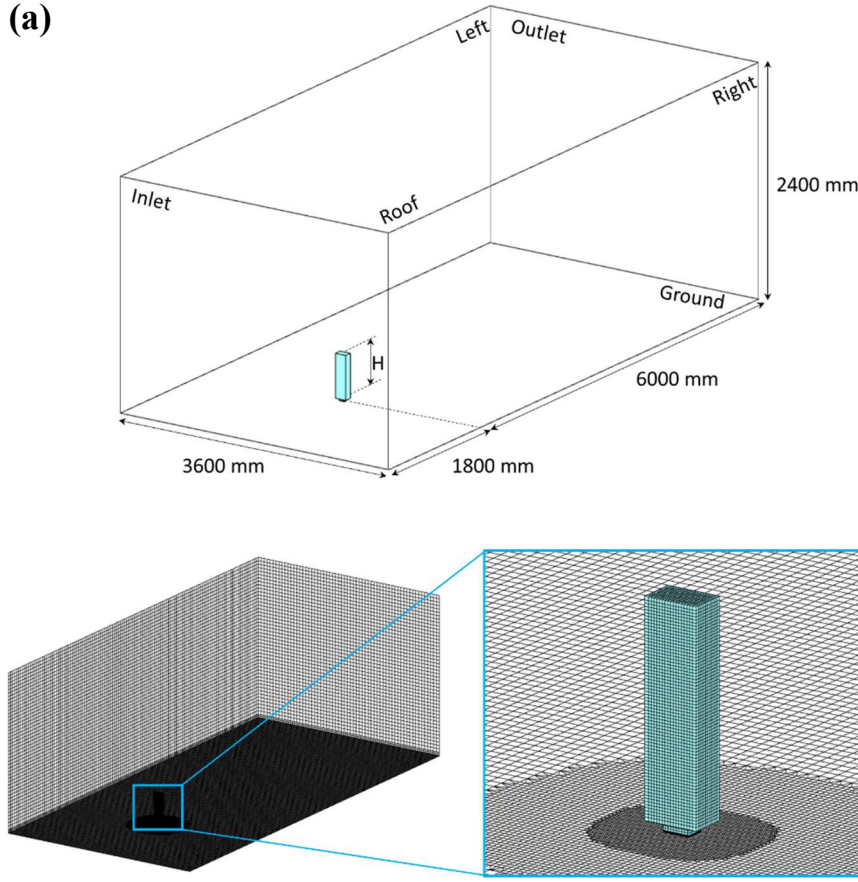 (a)
Left
Outlet
Right
Inlet
Roof
2400 mm
Ground
H
6000 mm
3600 mm
1800 mm